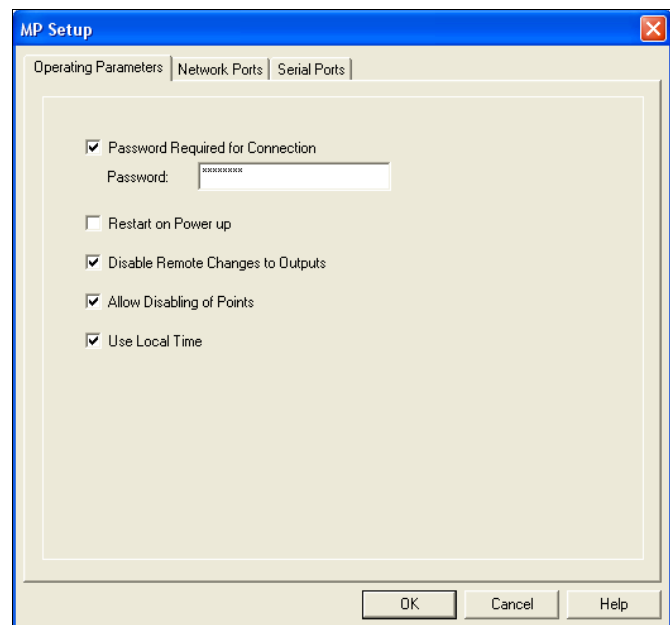 MP Setup
Operating Parameters Network Ports Serial Ports
Password Required for Connection
Password: xxxxxxxx
Restart on Power up
Disable Remote Changes to Outputs
Allow Disabling of Points
Use Local Time
OK Cancel Help